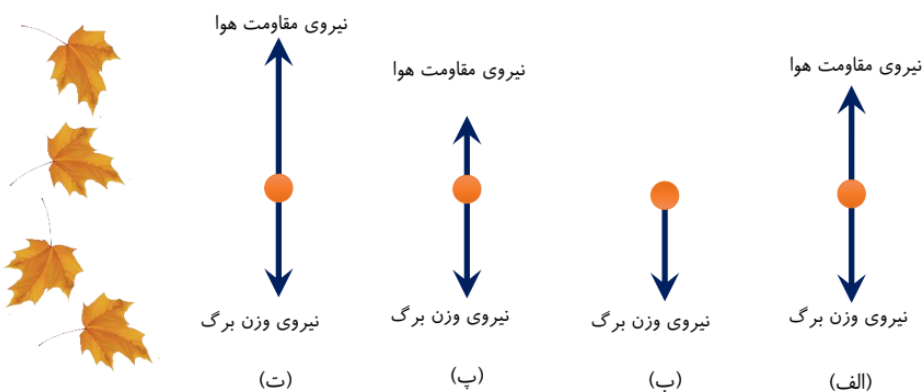 نیروی مقاومت هوا
نیروی وزن برگ
(الف)
نیروی وزن برگ
(ب)
نیروی مقاومت هوا
نیروی وزن برگ
(پ)
نیروی مقاومت هوا
نیروی وزن برگ
(ت)